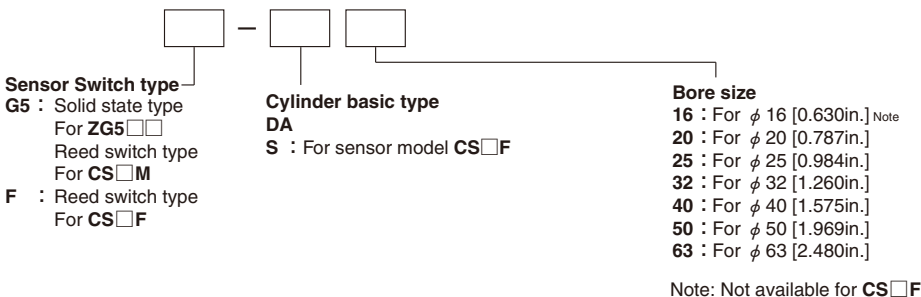 Sensor Switch type
G5 : Solid state type
For ZG5□□
Reed switch type
For CS□M
F : Reed switch type
For CS□F
Cylinder basic type
DA
S : For sensor model CS□F
Bore size
16 : For φ 16 [0.630in.] Note
20 : For φ 20 [0.787in.]
25 : For φ 25 [0.984in.]
32 : For φ 32 [1.260in.]
40 : For φ 40 [1.575in.]
50 : For φ 50 [1.969in.]
63 : For φ 63 [2.480in.]
Note: Not available for CS□F